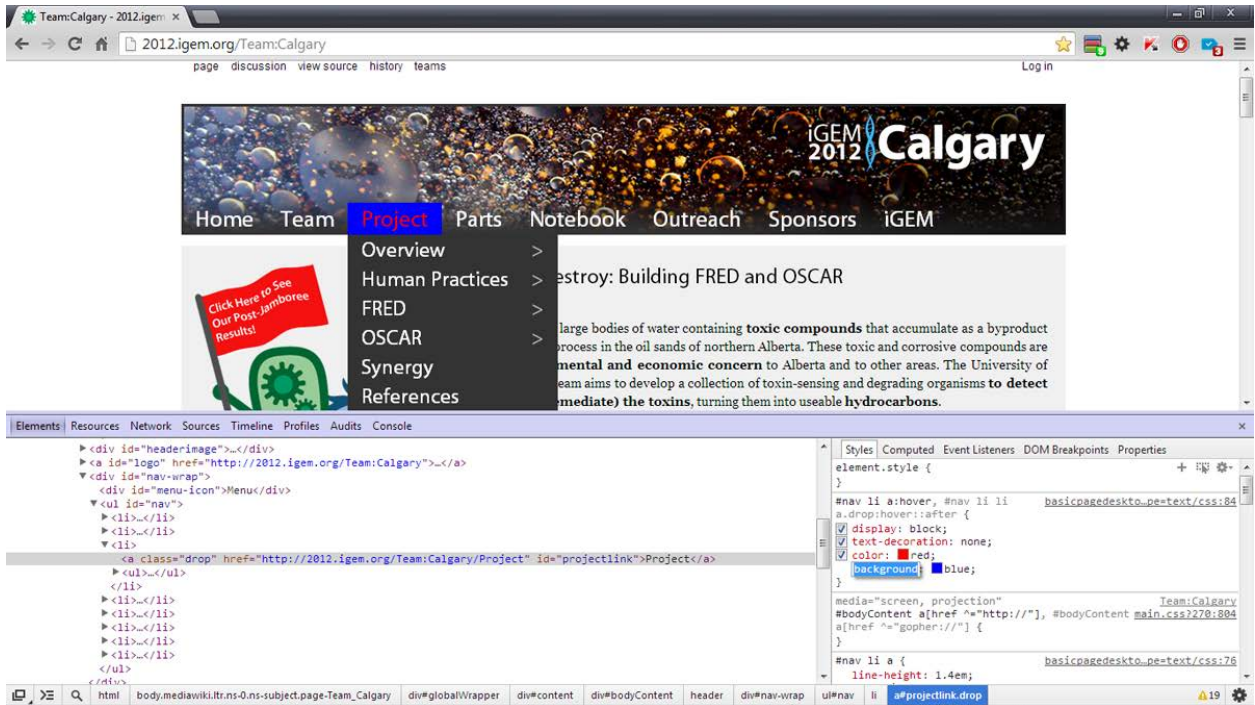 Team:Calgary - 2012.igem
2012.igem.org/Team:Calgary
page discussion view source history teams
Log in
iGEM 2012 Calgary
Home Team Project Parts Notebook Outreach Sponsors iGEM
Overview >
Human Practices >
FRED >
OSCAR >
Synergy
References
Click Here to See
Our Post-Jamboree
Results!
estroy: Building FRED and OSCAR
large bodies of water containing toxic compounds that accumulate as a byproduct
process in the oil sands of northern Alberta. These toxic and corrosive compounds are
mental and economic concern to Alberta and to other areas. The University of
eam aims to develop a collection of toxin-sensing and degrading organisms to detect
emediate) the toxins, turning them into useable hydrocarbons.
Elements Resources Network Sources Timeline Profiles Audits Console
<div id="headerimage">…</div>
<a id="logo" href="http://2012.igem.org/Team:Calgary">…</a>
<div id="nav-wrap">
<div id="menu-icon">Menu</div>
<ul id="nav">
<li>…</li>
<li>…</li>
<li>
<a class="drop" href="http://2012.igem.org/Team:Calgary/Project" id="projectlink">Project</a>
<ul>…</ul>
</li>
<li>…</li>
<li>…</li>
<li>…</li>
<li>…</li>
<li>…</li>
</ul>
</div>
Styles Computed Event Listeners DOM Breakpoints Properties
element.style {
}
#nav li a:hover, #nav li li basicpagedeskto…pe=text/css:84
a.drop:hover::after {
display: block;
text-decoration: none;
color: red;
background: blue;
}
media="screen, projection" Team:Calgary
#bodyContent a[href ^="http://"], #bodyContent main.css?270:804
a[href ^="gopher://"] {
}
#nav li a { basicpagedeskto…pe=text/css:76
line-height: 1.4em;
html body.mediawiki.ltr.ns-0.ns-subject.page-Team_Calgary div#globalWrapper div#content div#bodyContent header div#nav-wrap ul#nav li a#projectlink.drop 19